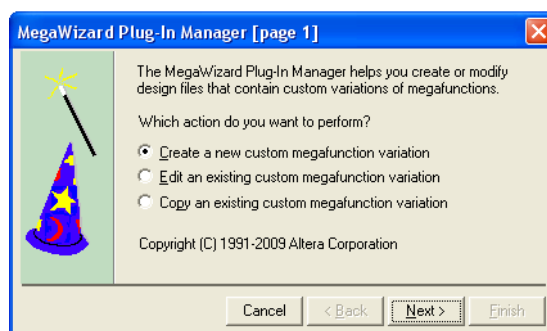 MegaWizard Plug-In Manager [page 1]
The MegaWizard Plug-In Manager helps you create or modify
design files that contain custom variations of megafunctions.
Which action do you want to perform?
Create a new custom megafunction variation
Edit an existing custom megafunction variation
Copy an existing custom megafunction variation
Copyright (C) 1991-2009 Altera Corporation
Cancel < Back Next > Finish